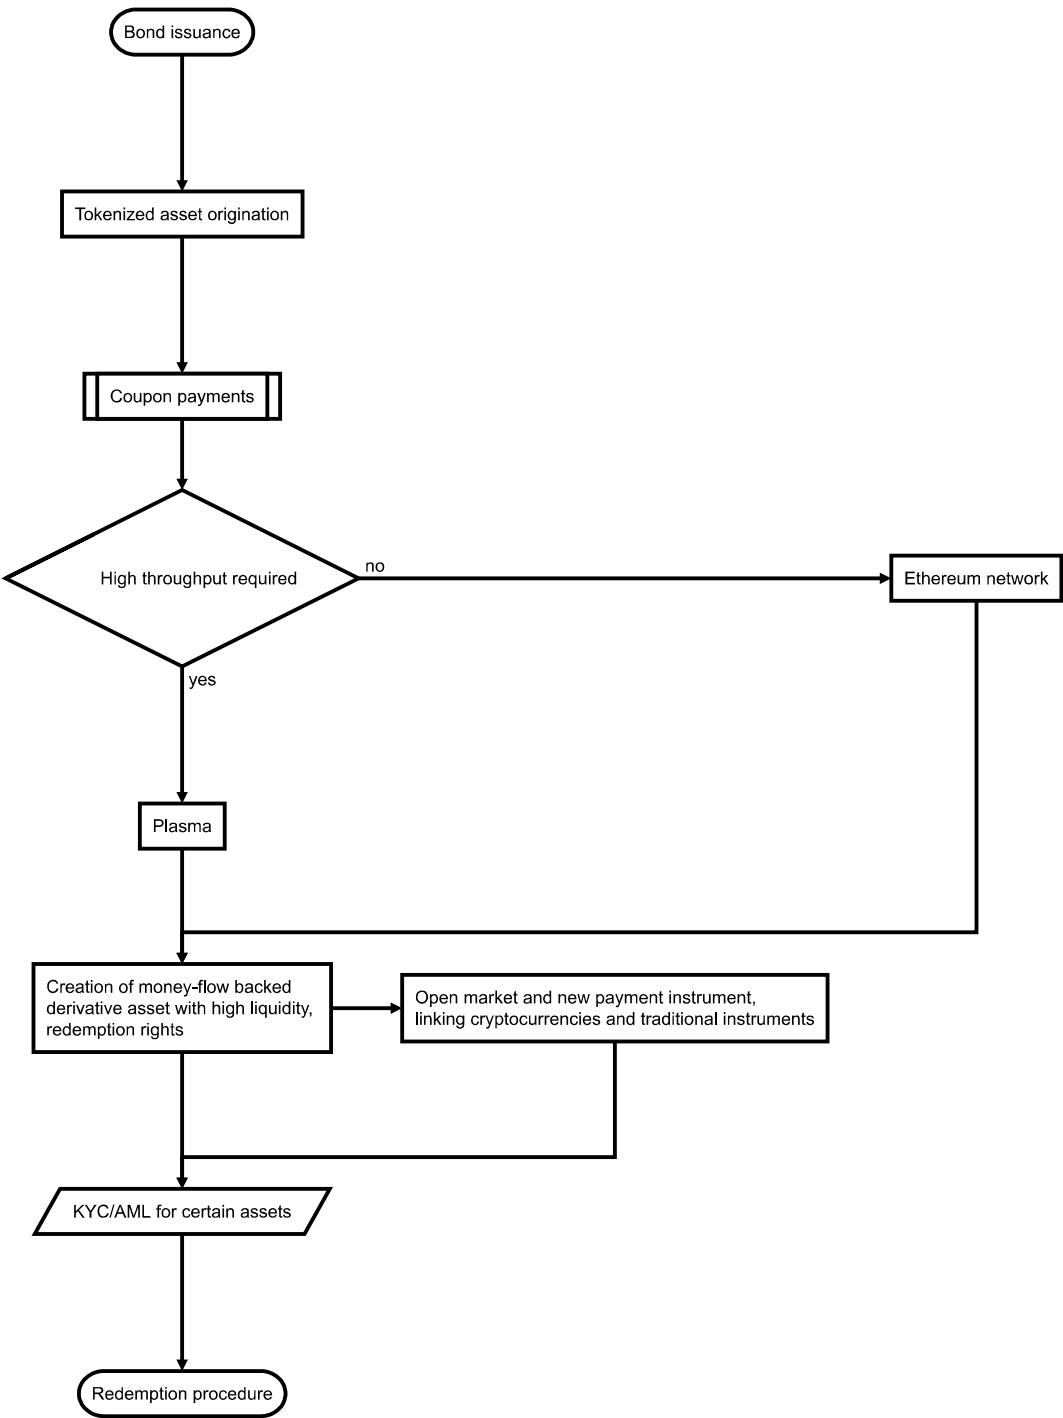 Bond issuance
Tokenized asset origination
Coupon payments
High throughput required
no
Ethereum network
yes
Plasma
Creation of money-flow backed
derivative asset with high liquidity,
redemption rights
Open market and new payment instrument,
linking cryptocurrencies and traditional instruments
KYC/AML for certain assets
Redemption procedure